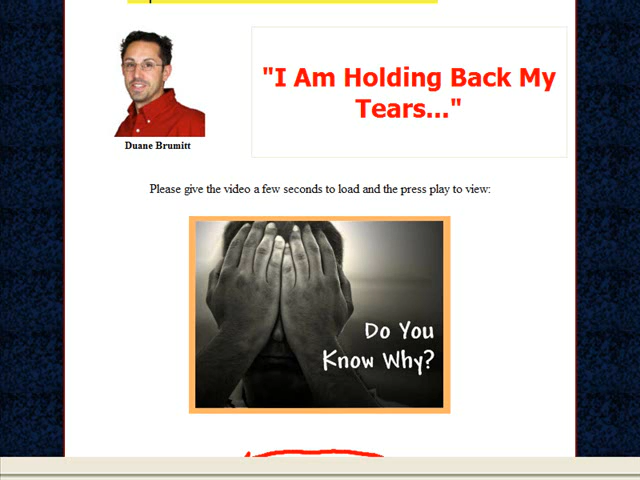 "I Am Holding Back My
Tears..."
Duane Brumitt
Please give the video a few seconds to load and the press play to view:
Do You
Know Why?